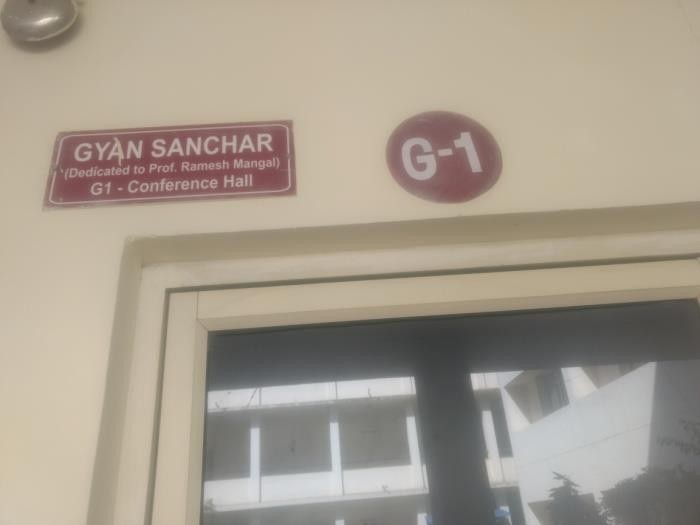 GYAN SANCHAR
(Dedicated to Prof. Ramesh Mangal)
G1 - Conference Hall
G-1